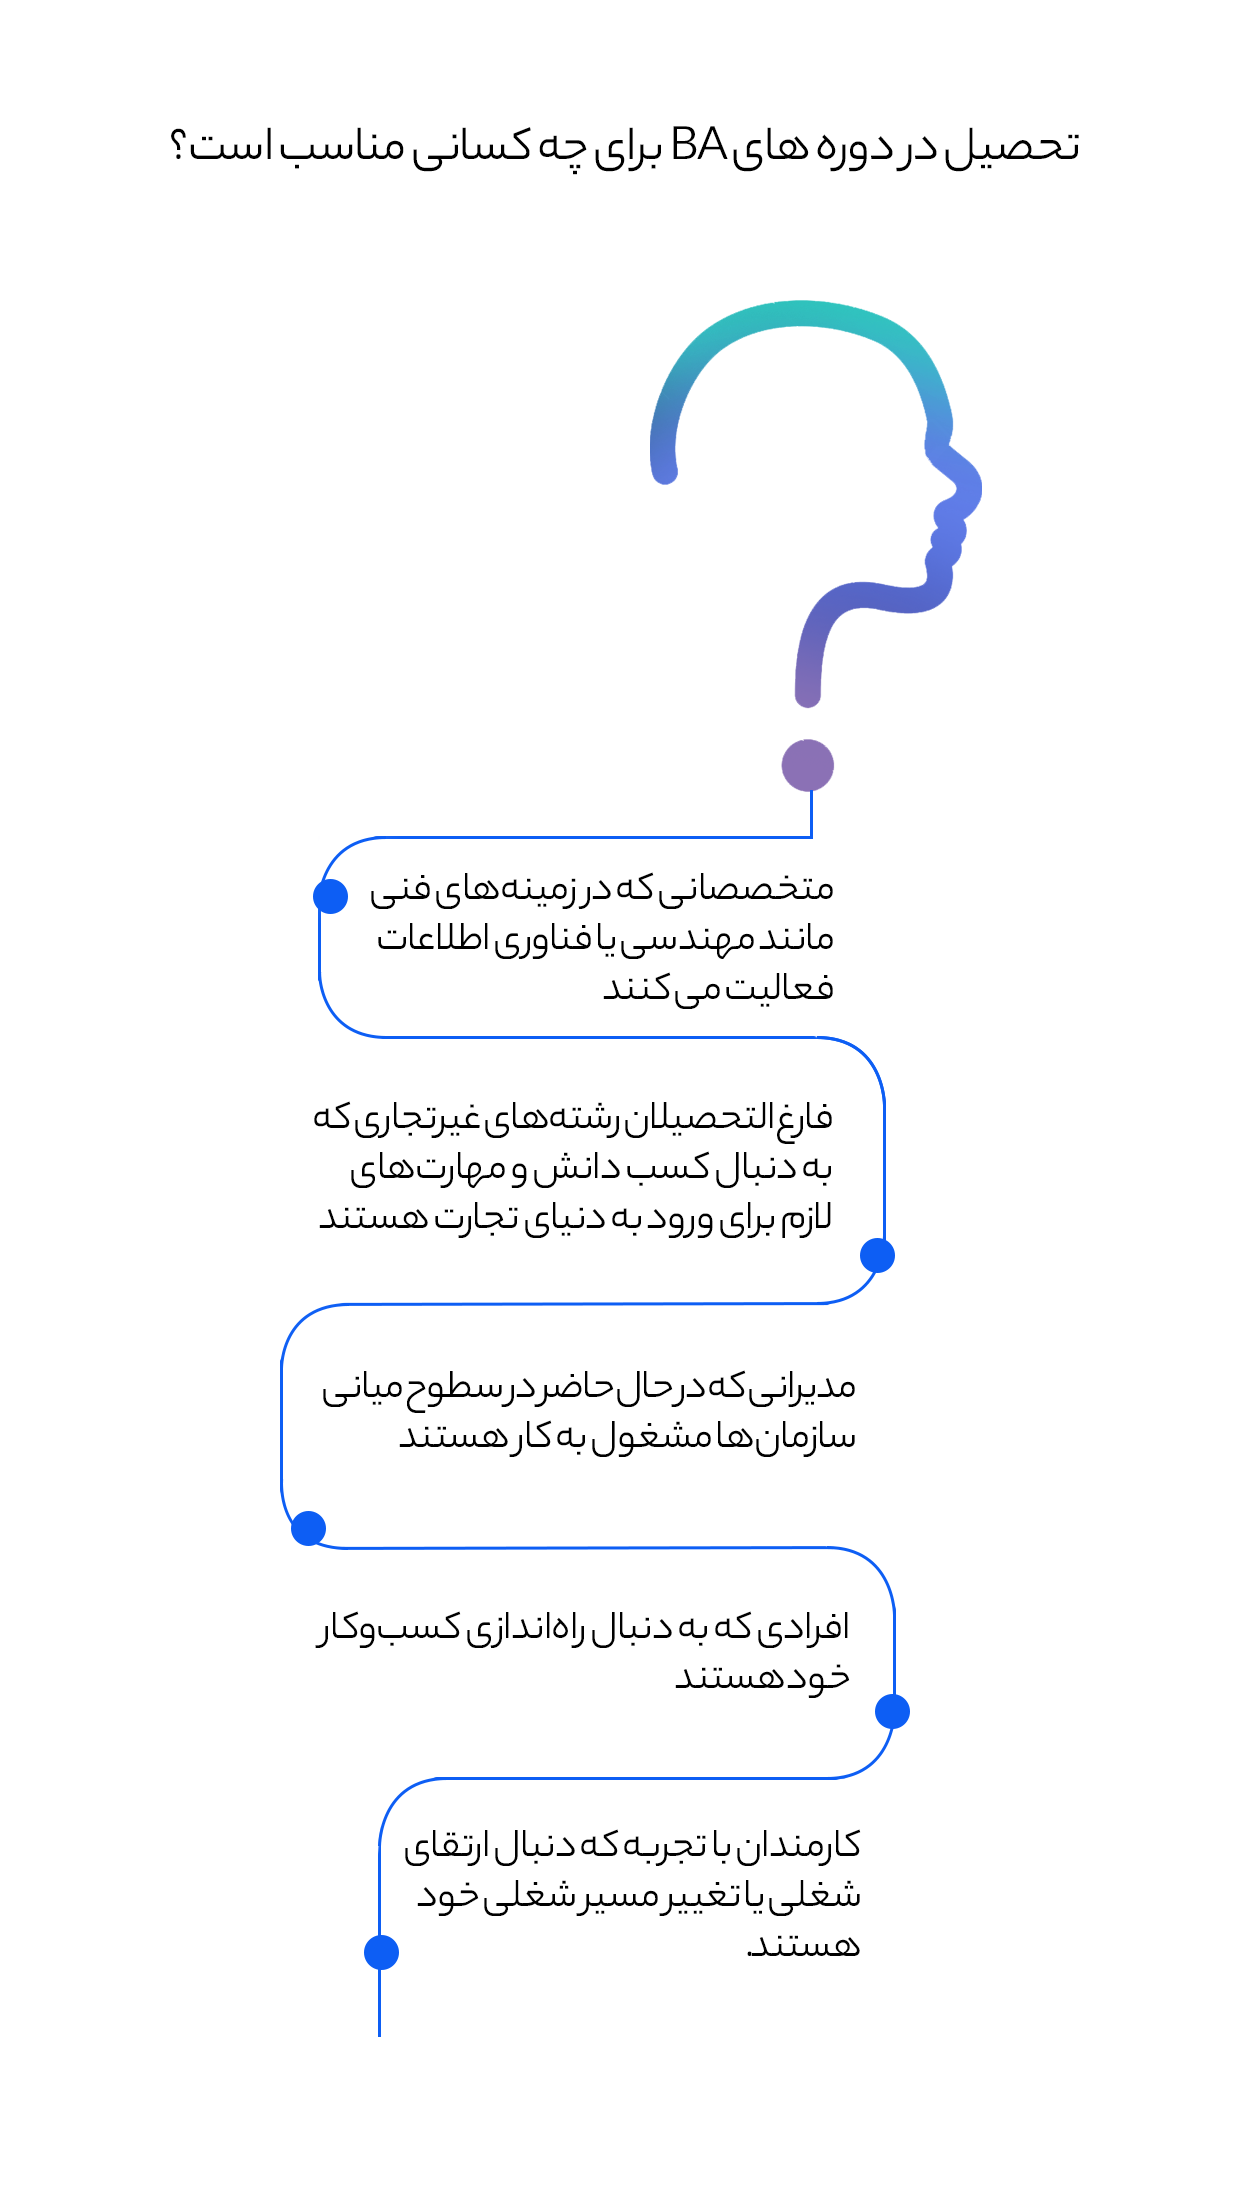 تحصیل در دوره های BA برای چه کسانی مناسب است؟
متخصصانی که در زمینه‌های فنی
مانند مهندسی یا فناوری اطلاعات
فعالیت می‌کنند
فارغ‌التحصیلان رشته‌های غیرتجاری که
به دنبال کسب دانش و مهارت‌های
لازم برای ورود به دنیای تجارت هستند
مدیرانی که در حال حاضر در سطوح میانی
سازمان‌ها مشغول به کار هستند
افرادی که به دنبال راه‌اندازی کسب‌وکار
خود هستند
کارمندان با تجربه که دنبال ارتقای
شغلی یا تغییر مسیر شغلی خود
هستند.